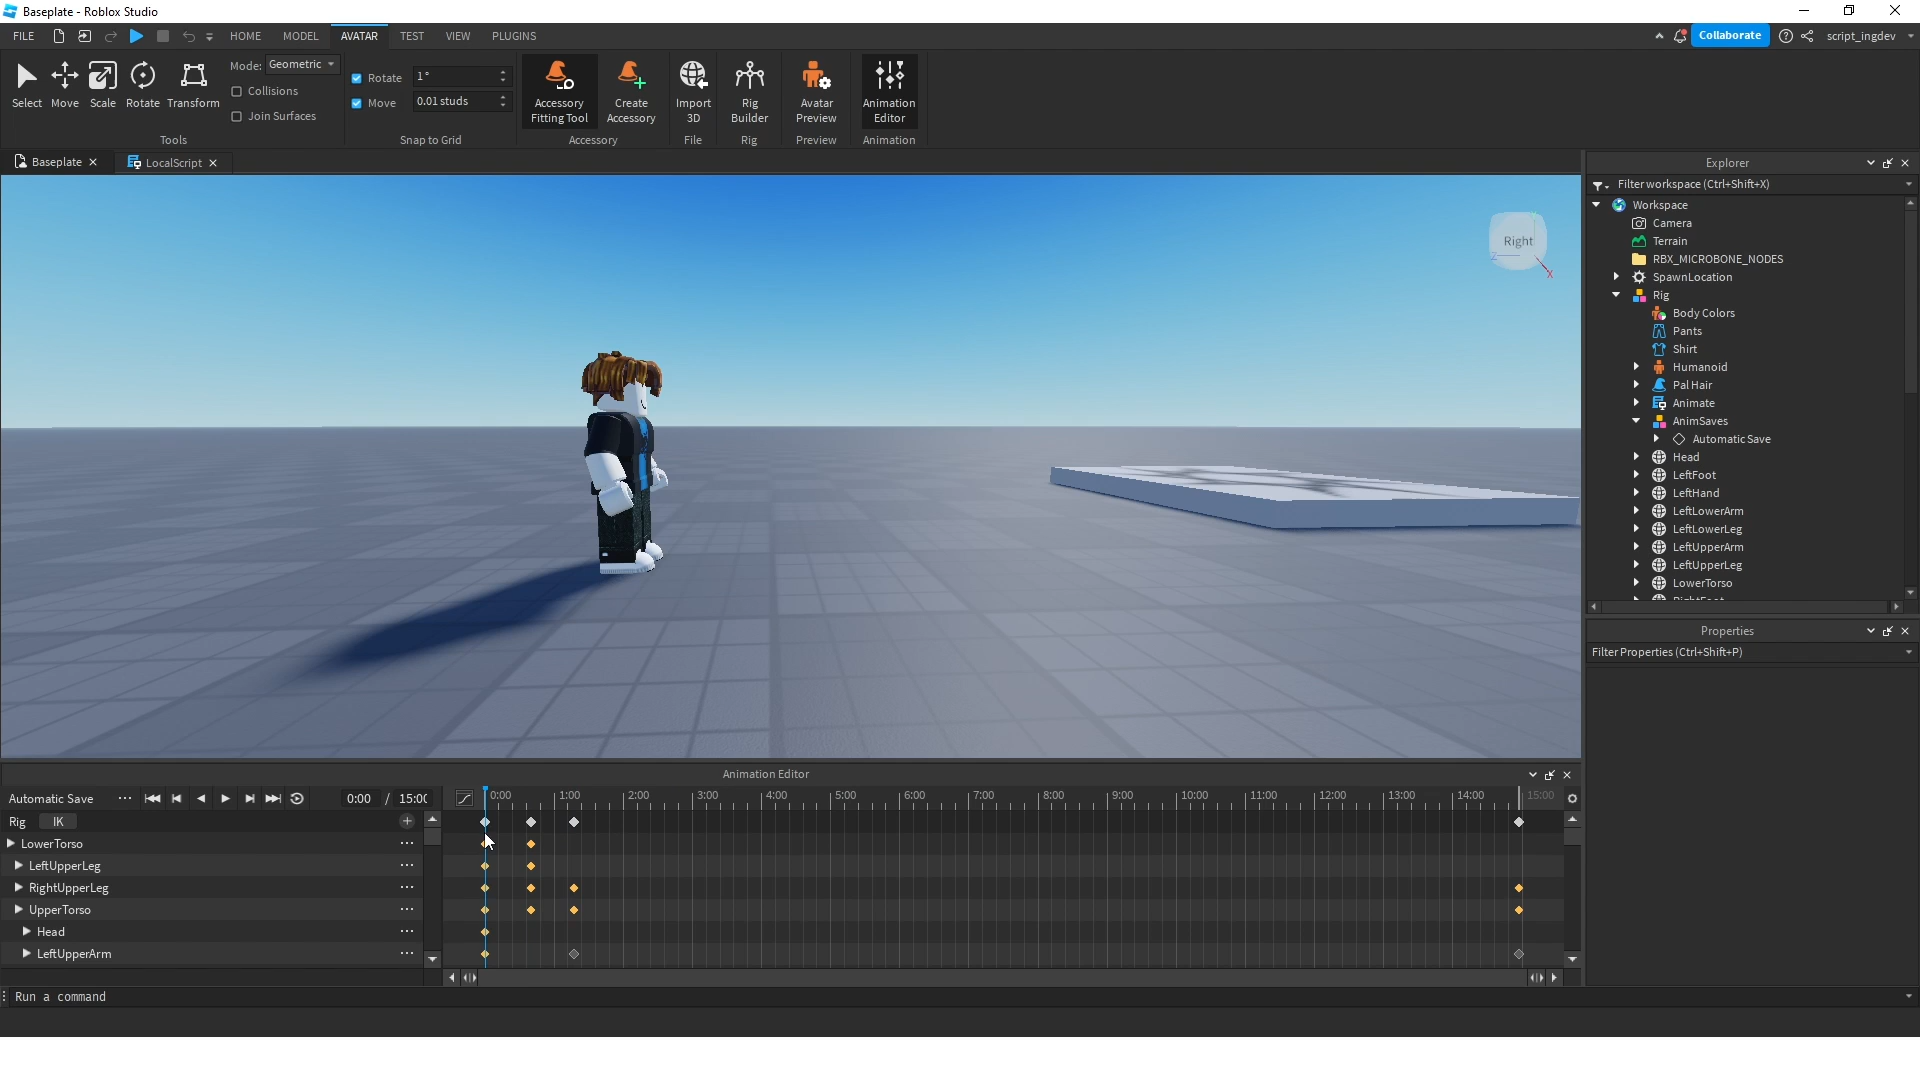 Baseplate - Roblox Studio
FILE HOME MODEL AVATAR TEST VIEW PLUGINS Collaborate script_ingdev
Mode: Geometric
Collisions
Join Surfaces
Select Move Scale Rotate Transform
Tools
Rotate 1°
Move 0.01 studs
Snap to Grid
Accessory Fitting Tool
Create Accessory
Accessory
Import 3D
File
Rig Builder
Rig
Avatar Preview
Preview
Animation Editor
Animation
Baseplate LocalScript
Right
Explorer
Filter workspace (Ctrl+Shift+X)
Workspace
Camera
Terrain
RBX_MICROBONE_NODES
SpawnLocation
Rig
Body Colors
Pants
Shirt
Humanoid
Pal Hair
Animate
AnimSaves
Automatic Save
Head
LeftFoot
LeftHand
LeftLowerArm
LeftLowerLeg
LeftUpperArm
LeftUpperLeg
LowerTorso
Properties
Filter Properties (Ctrl+Shift+P)
Animation Editor
Automatic Save 0:00 / 15:00
0:00 1:00 2:00 3:00 4:00 5:00 6:00 7:00 8:00 9:00 10:00 11:00 12:00 13:00 14:00 15:00
Rig IK
LowerTorso
LeftUpperLeg
RightUpperLeg
UpperTorso
Head
LeftUpperArm
Run a command